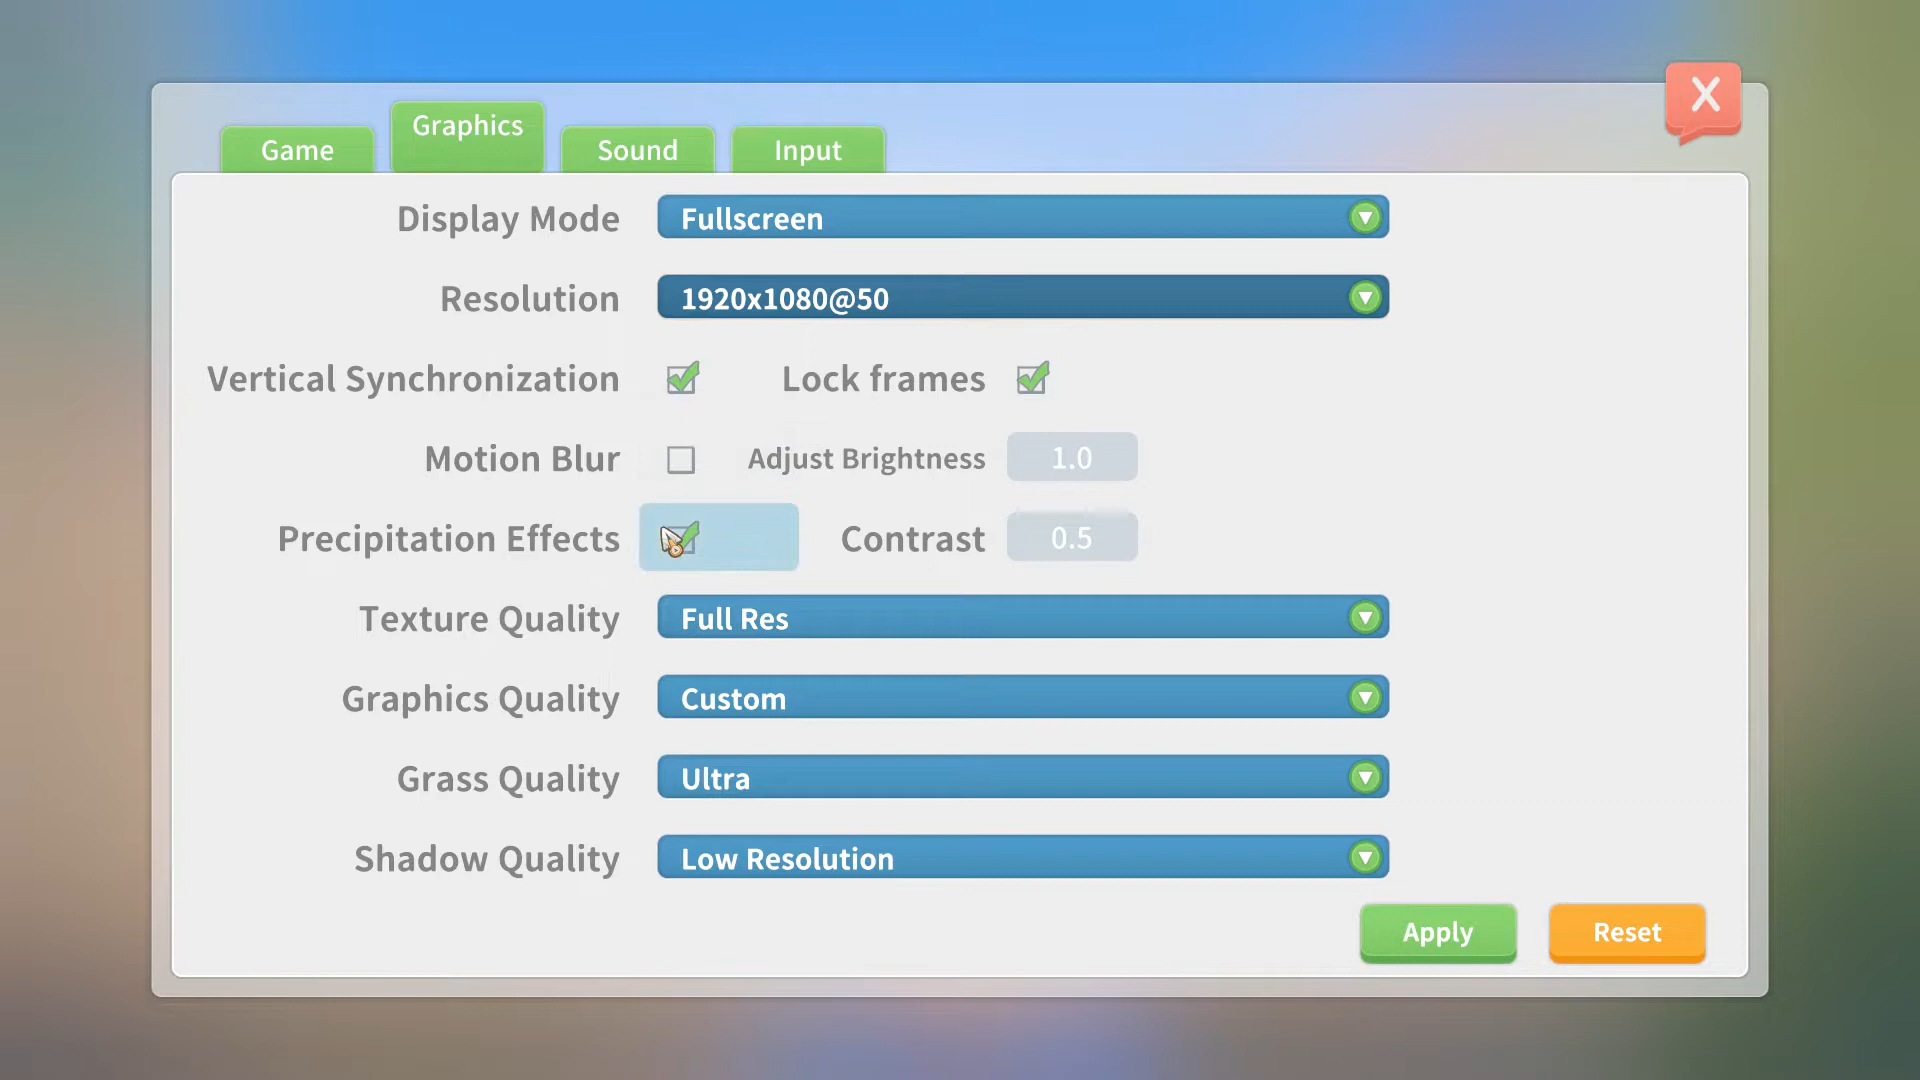 Game
Graphics
Sound
Input
X
Display Mode
Fullscreen
Resolution
1920x1080@50
Vertical Synchronization
Lock frames
Motion Blur
Adjust Brightness
1.0
Precipitation Effects
Contrast
0.5
Texture Quality
Full Res
Graphics Quality
Custom
Grass Quality
Ultra
Shadow Quality
Low Resolution
Apply
Reset